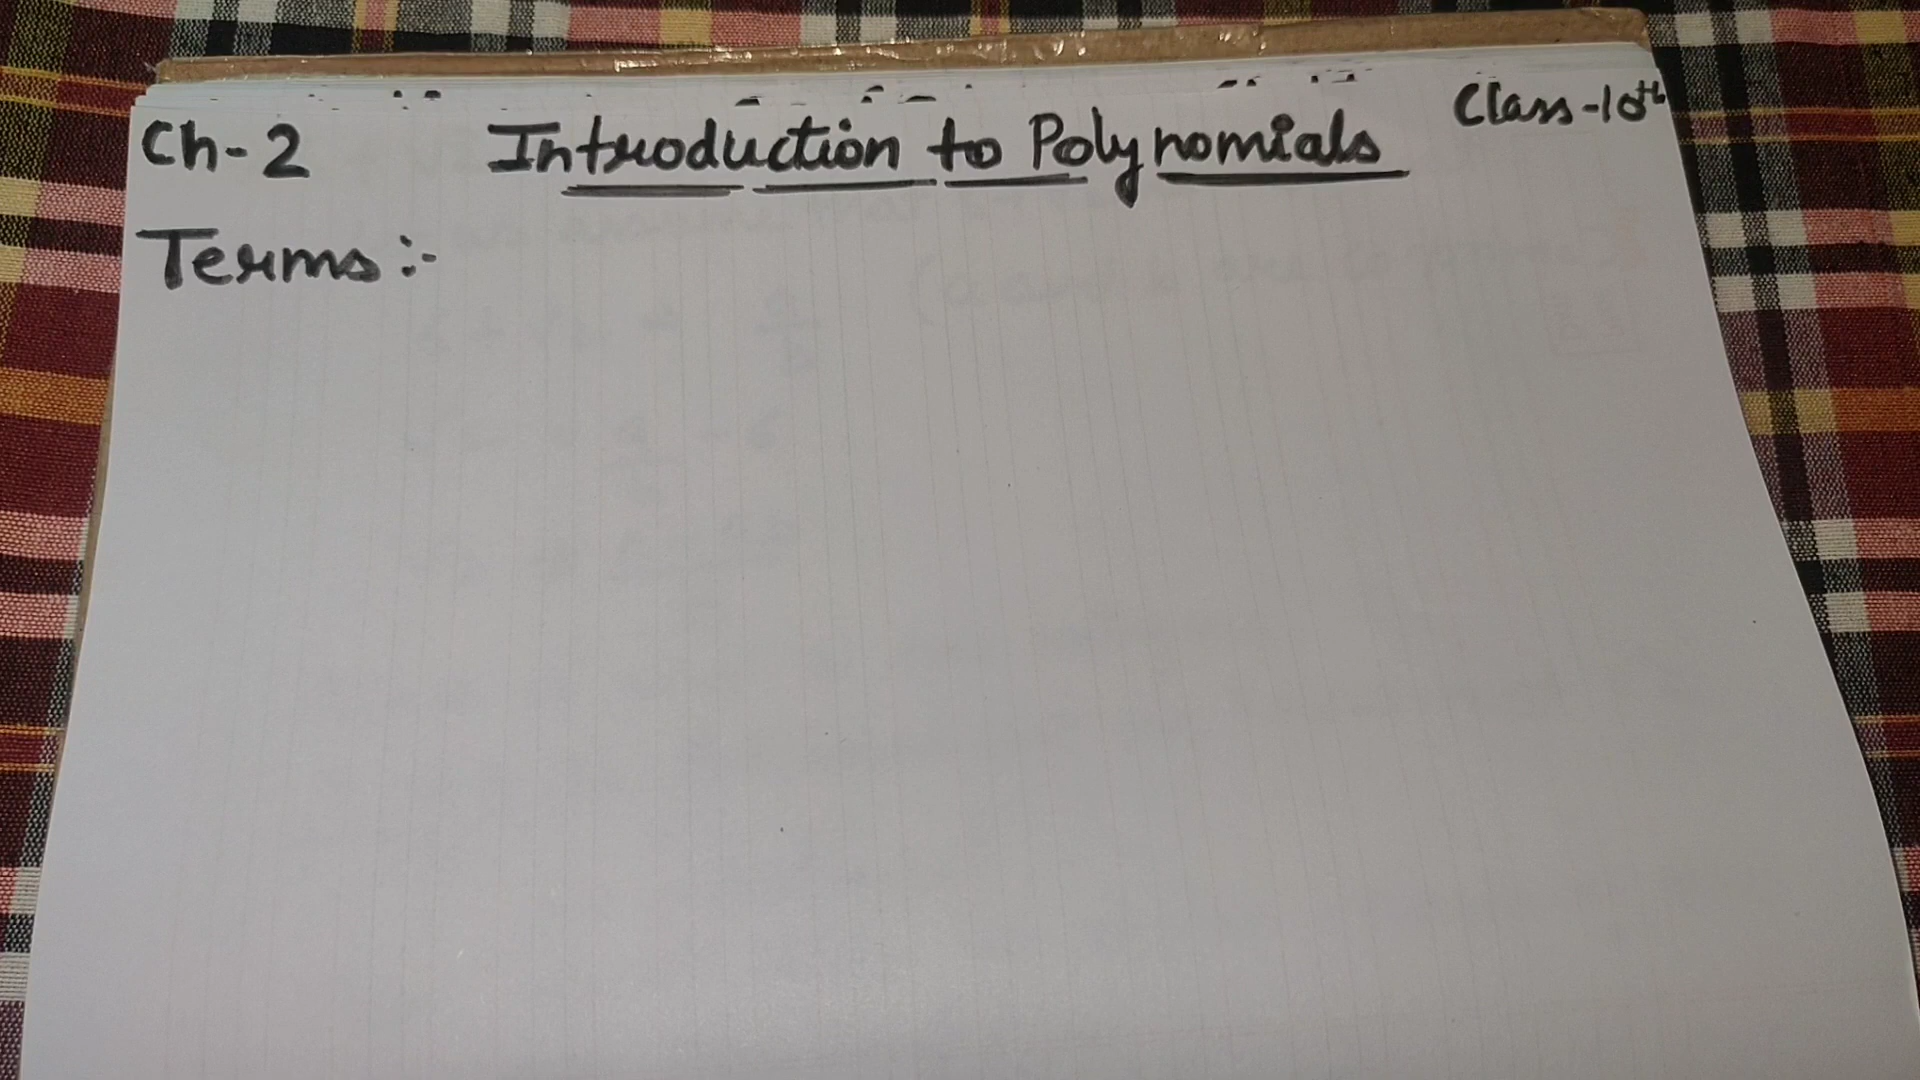 Ch-2 Introduction to Polynomials Class-10th
Terms :-